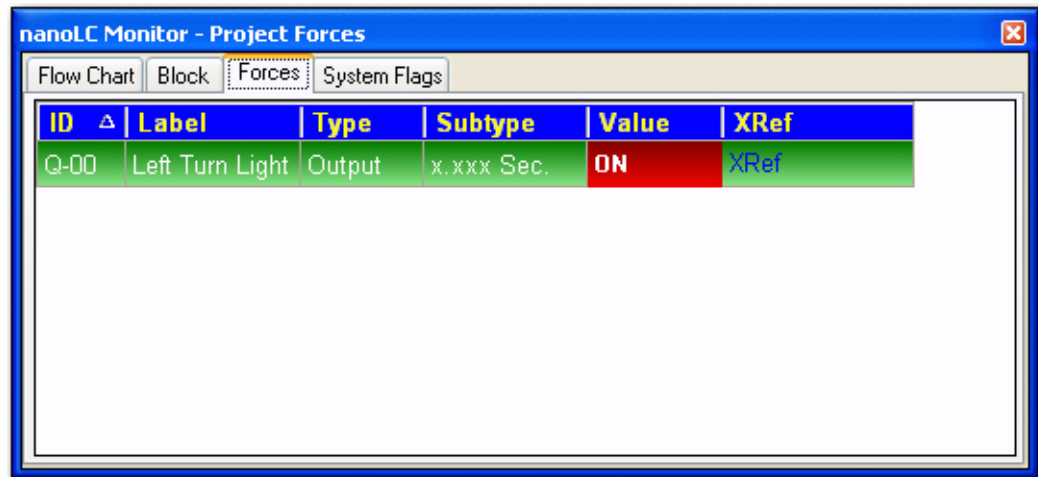 nanoLC Monitor - Project Forces
Flow Chart Block Forces System Flags
ID Label Type Subtype Value XRef
Q-00 Left Turn Light Output x.xxx Sec. ON XRef